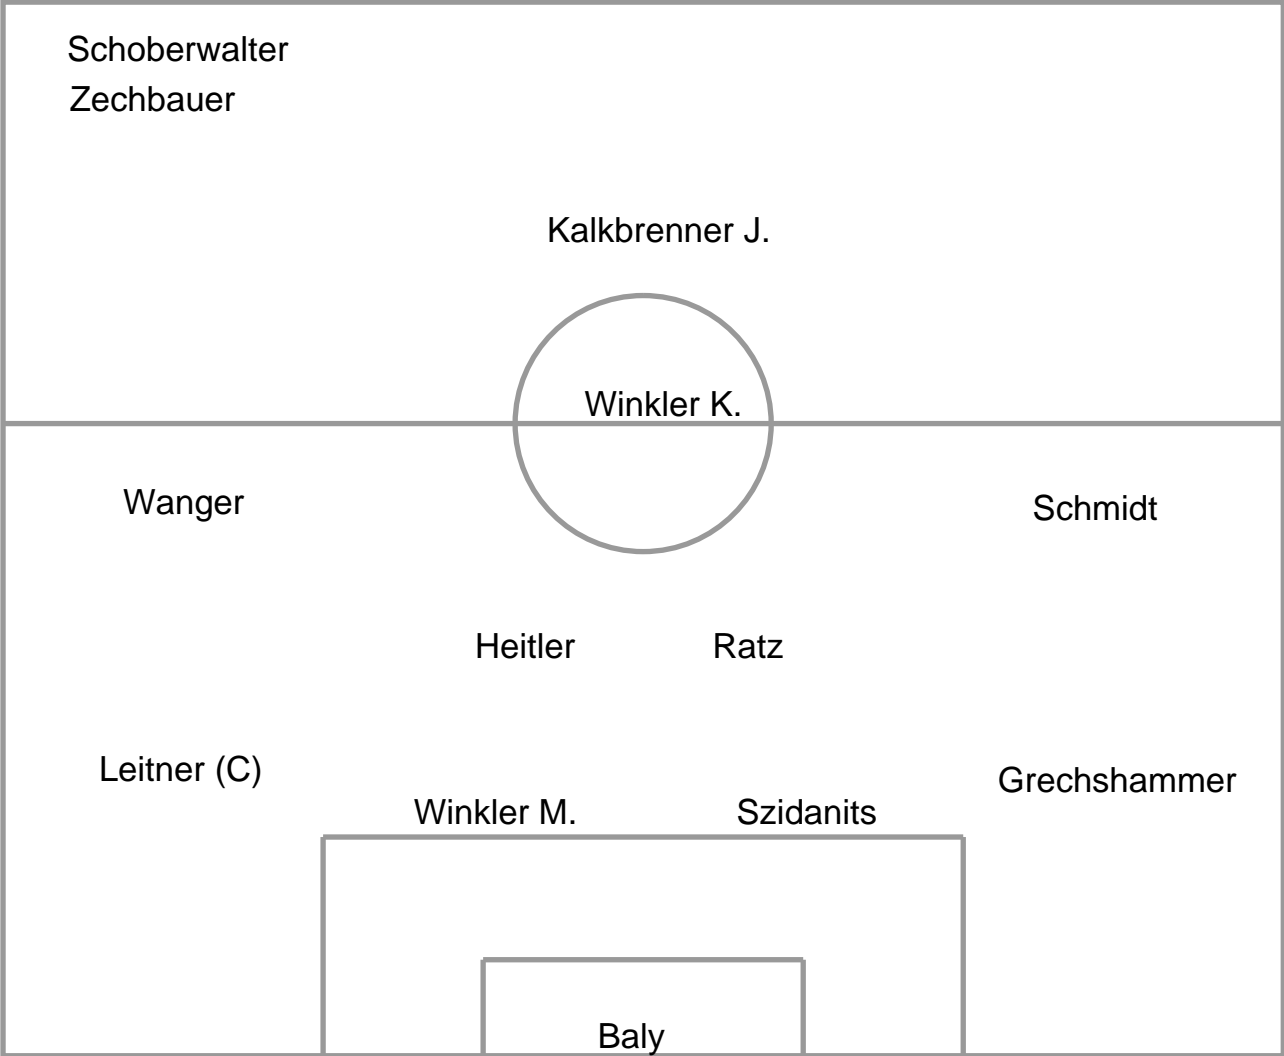 Schoberwalter
Zechbauer
Kalkbrenner J.
Winkler K.
Wanger
Schmidt
Heitler
Ratz
Leitner (C)
Grechshammer
Winkler M.
Szidanits
Baly